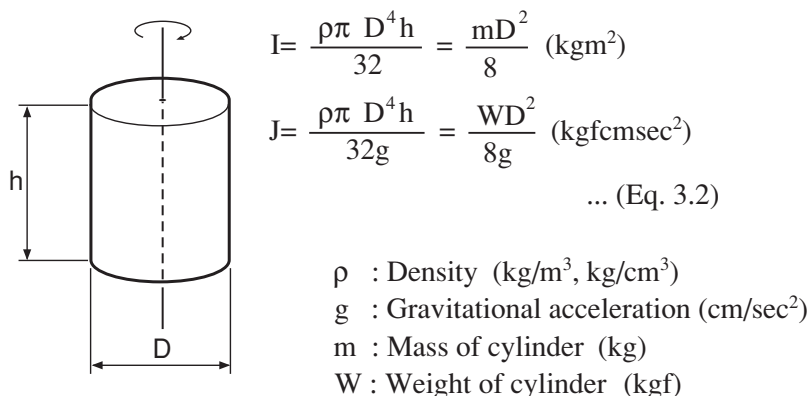 I= ρπ D⁴h / 32 = mD² / 8 (kgm²)
J= ρπ D⁴h / 32g = WD² / 8g (kgfcmsec²)
... (Eq. 3.2)
h
D
ρ : Density (kg/m³, kg/cm³)
g : Gravitational acceleration (cm/sec²)
m : Mass of cylinder (kg)
W : Weight of cylinder (kgf)